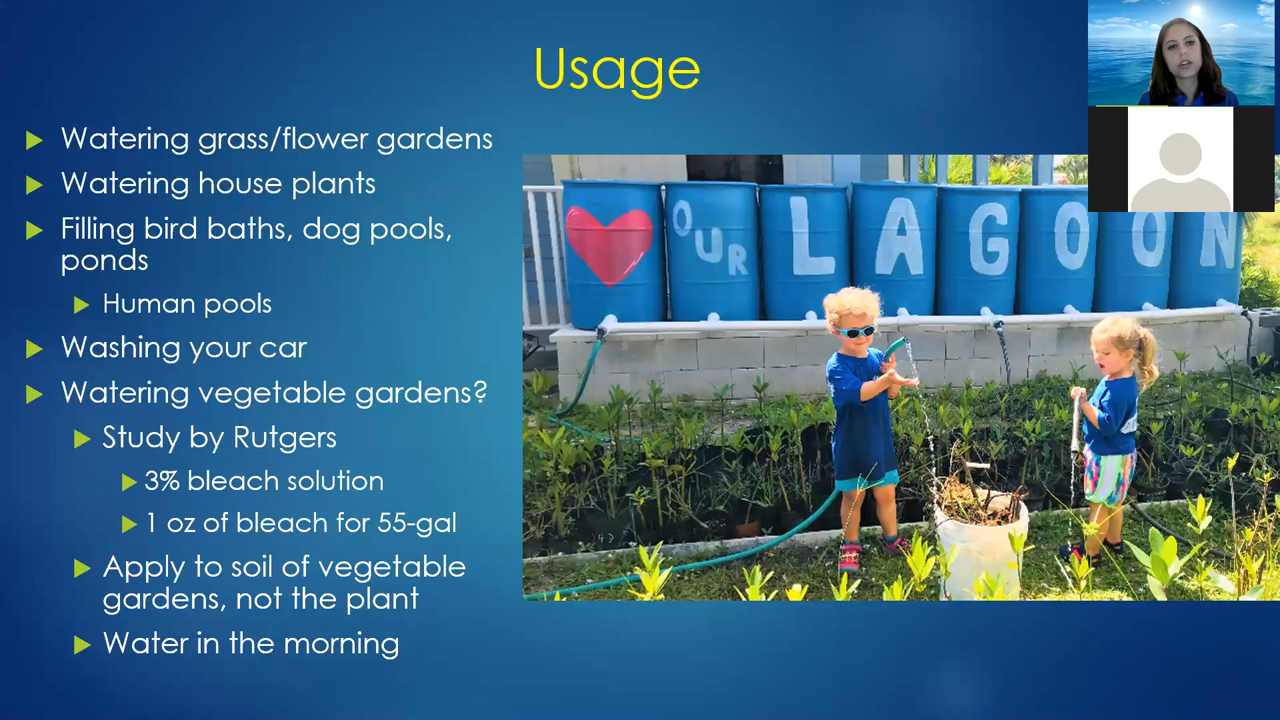 Usage
Watering grass/flower gardens
Watering house plants
Filling bird baths, dog pools,
ponds
Human pools
Washing your car
Watering vegetable gardens?
Study by Rutgers
3% bleach solution
1 oz of bleach for 55-gal
Apply to soil of vegetable
gardens, not the plant
Water in the morning
OUR LAGOON